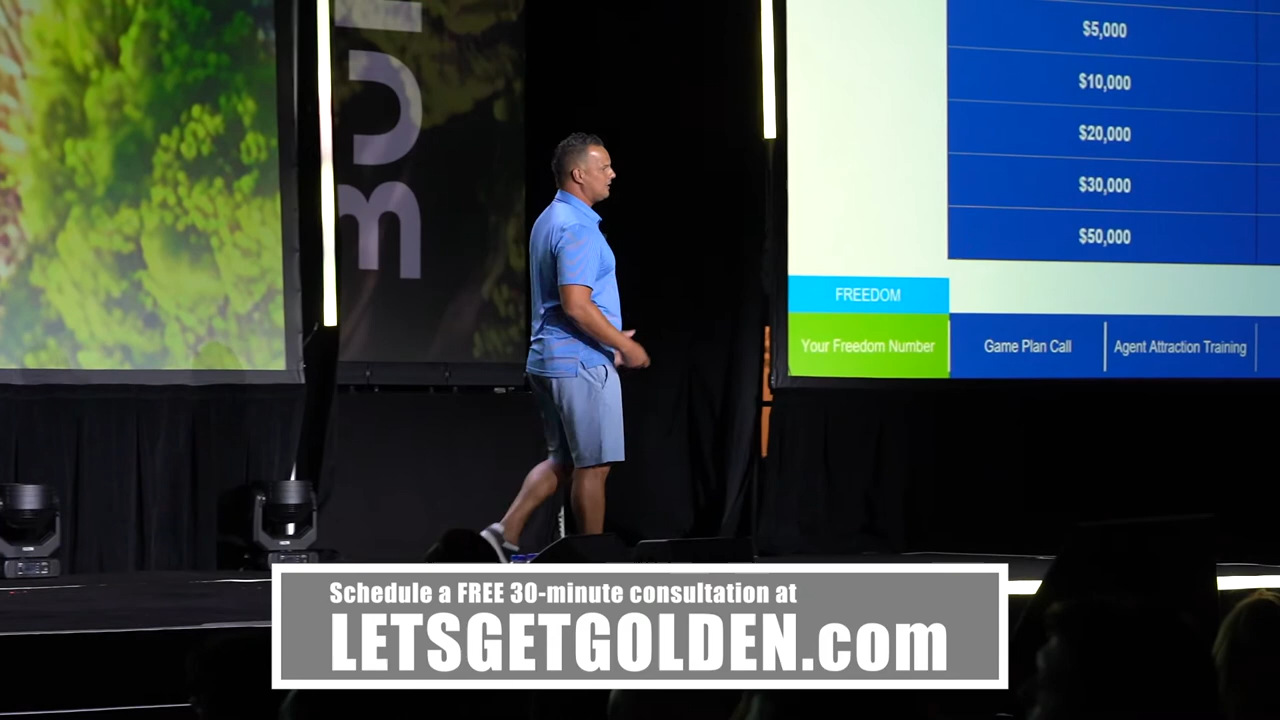 $5,000
$10,000
$20,000
$30,000
$50,000
FREEDOM
Your Freedom Number
Game Plan Call
Agent Attraction Training
Schedule a FREE 30-minute consultation at
LETSGETGOLDEN.com